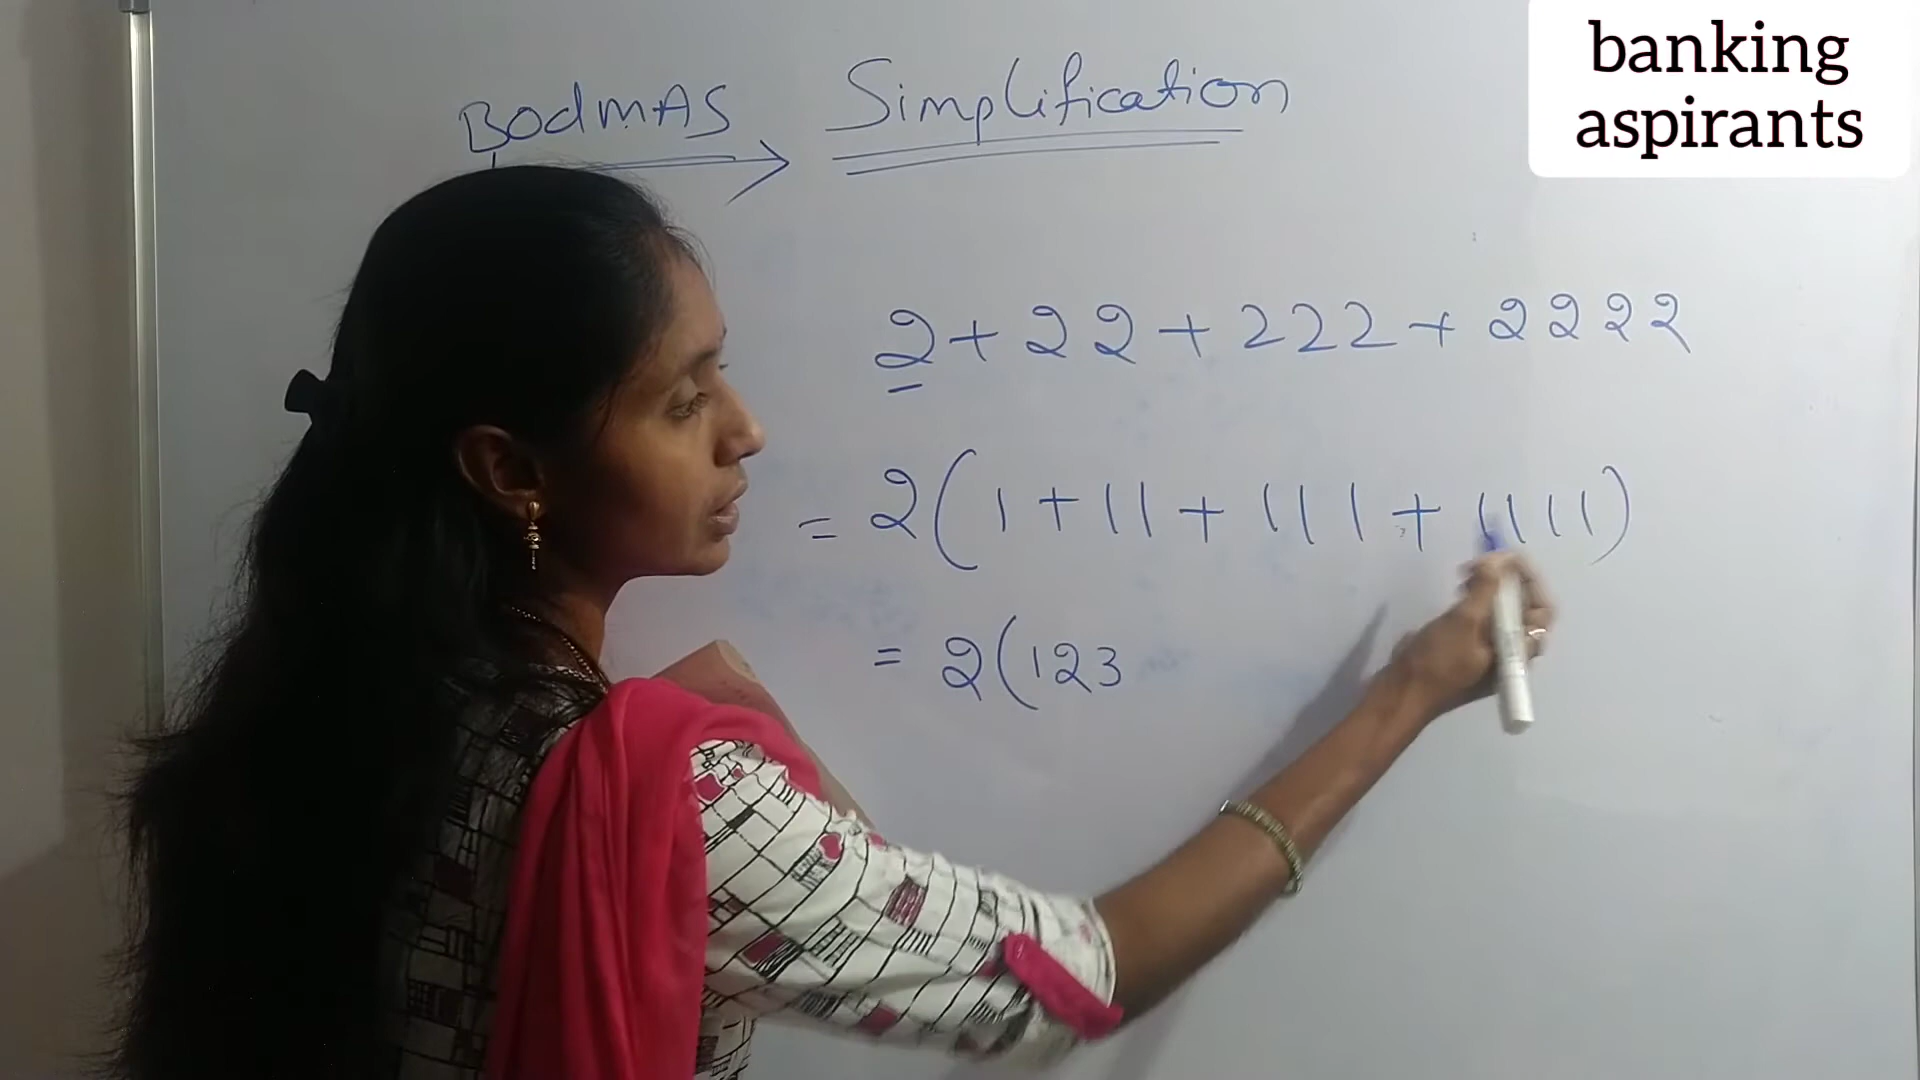 banking
aspirants
BodMAS Simplification
2 + 22 + 222 + 2222
= 2 ( 1 + 11 + 111 + 1111 )
= 2 ( 123